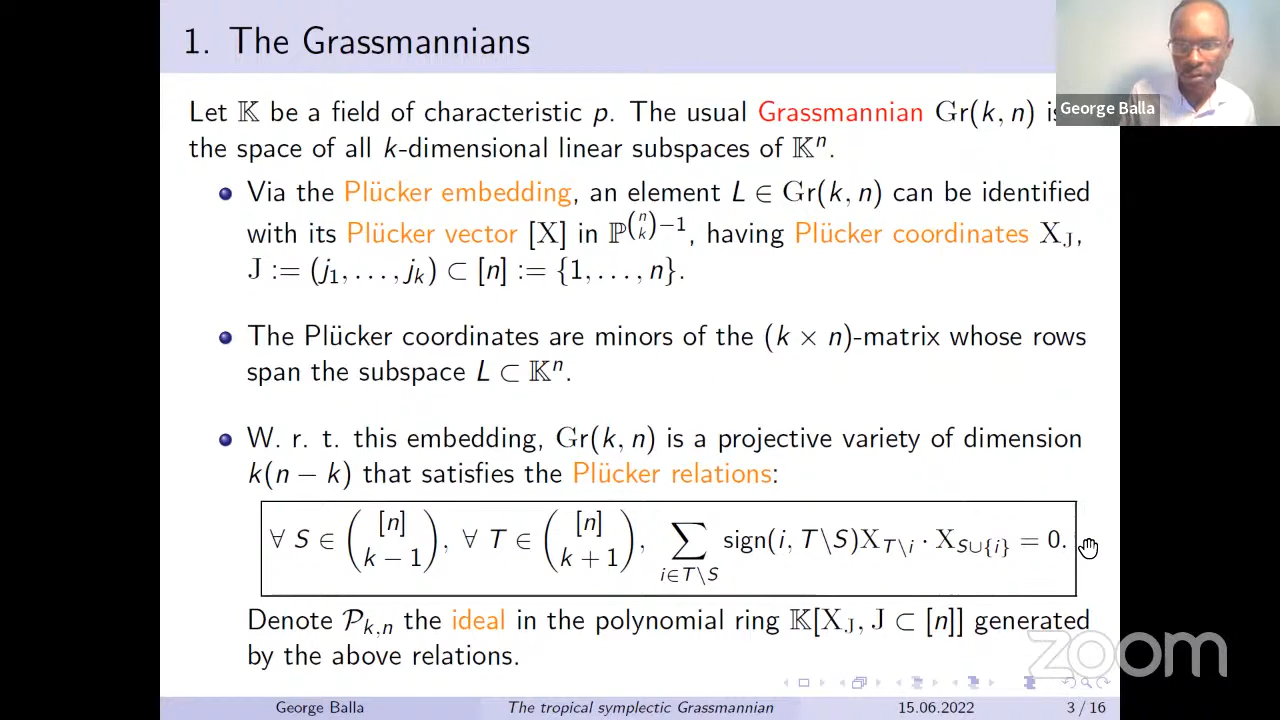 1. The Grassmannians
George Balla
Let 𝕂 be a field of characteristic p. The usual Grassmannian Gr(k, n) is
the space of all k-dimensional linear subspaces of 𝕂ⁿ.
Via the Plücker embedding, an element L ∈ Gr(k, n) can be identified
with its Plücker vector [X] in ℙ^{\binom{n}{k}−1}, having Plücker coordinates X_J,
J := (j₁, . . . , j_k) ⊂ [n] := {1, . . . , n}.
The Plücker coordinates are minors of the (k × n)-matrix whose rows
span the subspace L ⊂ 𝕂ⁿ.
W. r. t. this embedding, Gr(k, n) is a projective variety of dimension
k(n − k) that satisfies the Plücker relations:
∀ S ∈ \binom{[n]}{k − 1}, ∀ T ∈ \binom{[n]}{k + 1}, ∑_{i∈T\S} sign(i, T\S)X_{T\i} · X_{S∪{i}} = 0.
Denote 𝒫_{k,n} the ideal in the polynomial ring 𝕂[X_J, J ⊂ [n]] generated
by the above relations.
zoom
George Balla The tropical symplectic Grassmannian 15.06.2022 3 / 16